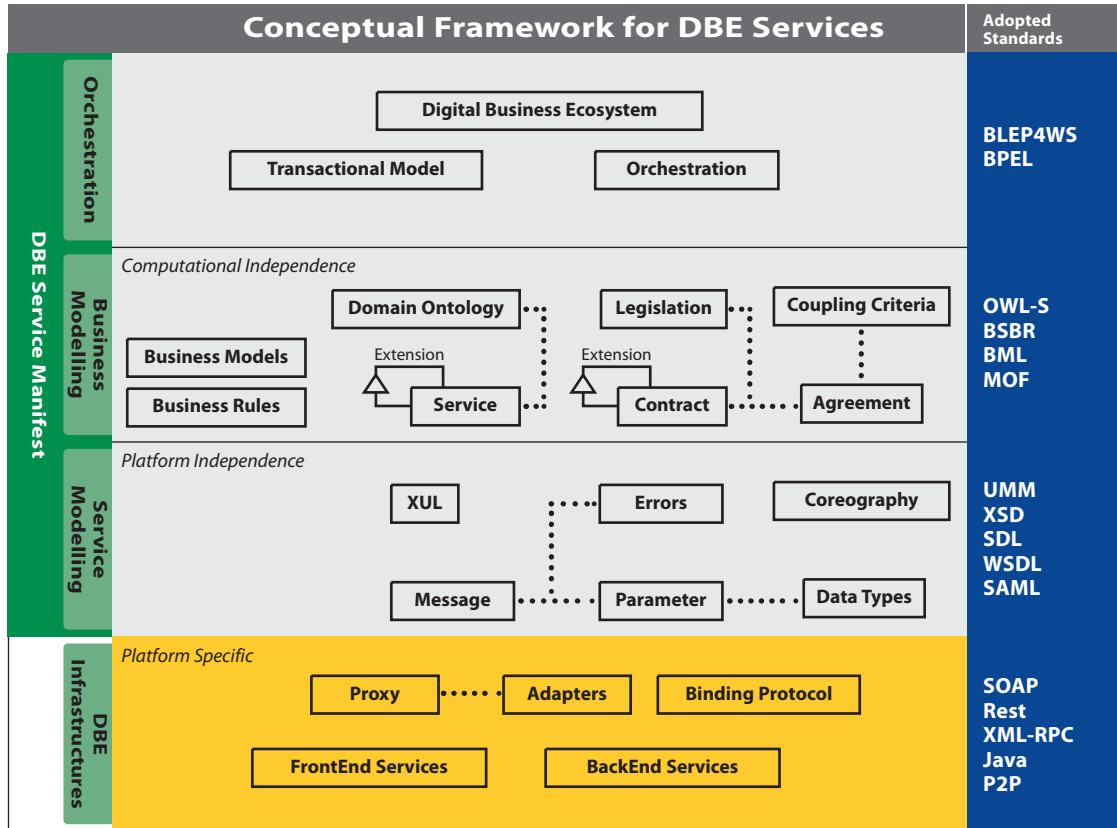 Conceptual Framework for DBE Services
Adopted
Standards
DBE Service Manifest
Orchestration
Digital Business Ecosystem
Transactional Model
Orchestration
BLEP4WS
BPEL
Business
Modelling
Computational Independence
Domain Ontology
Legislation
Coupling Criteria
Business Models
Extension
Extension
Business Rules
Service
Contract
Agreement
OWL-S
BSBR
BML
MOF
Service
Modelling
Platform Independence
XUL
Errors
Coreography
Message
Parameter
Data Types
UMM
XSD
SDL
WSDL
SAML
DBE
Infrastructures
Platform Specific
Proxy
Adapters
Binding Protocol
FrontEnd Services
BackEnd Services
SOAP
Rest
XML-RPC
Java
P2P